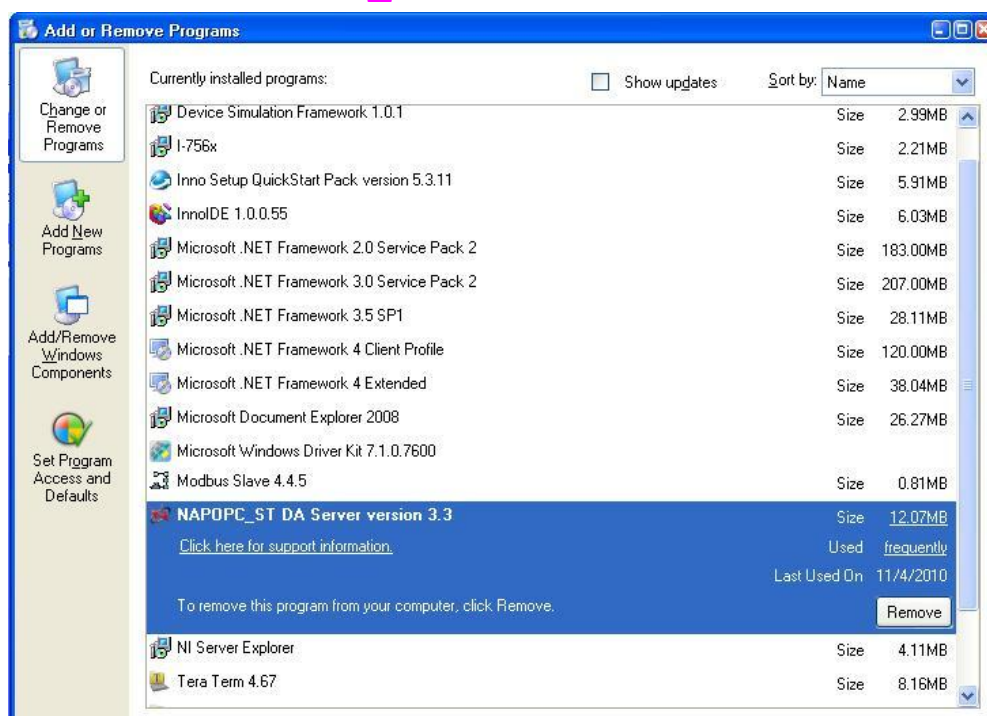 Add or Remove Programs
Change or
Remove
Programs
Add New
Programs
Add/Remove
Windows
Components
Set Program
Access and
Defaults
Currently installed programs:
Show updates
Sort by: Name
Device Simulation Framework 1.0.1 Size 2.99MB
I-756x Size 2.21MB
Inno Setup QuickStart Pack version 5.3.11 Size 5.91MB
InnoIDE 1.0.0.55 Size 6.03MB
Microsoft .NET Framework 2.0 Service Pack 2 Size 183.00MB
Microsoft .NET Framework 3.0 Service Pack 2 Size 207.00MB
Microsoft .NET Framework 3.5 SP1 Size 28.11MB
Microsoft .NET Framework 4 Client Profile Size 120.00MB
Microsoft .NET Framework 4 Extended Size 38.04MB
Microsoft Document Explorer 2008 Size 26.27MB
Microsoft Windows Driver Kit 7.1.0.7600
Modbus Slave 4.4.5 Size 0.81MB
NAPOPC_ST DA Server version 3.3 Size 12.07MB
Click here for support information. Used frequently
Last Used On 11/4/2010
To remove this program from your computer, click Remove. Remove
NI Server Explorer Size 4.11MB
Tera Term 4.67 Size 8.16MB